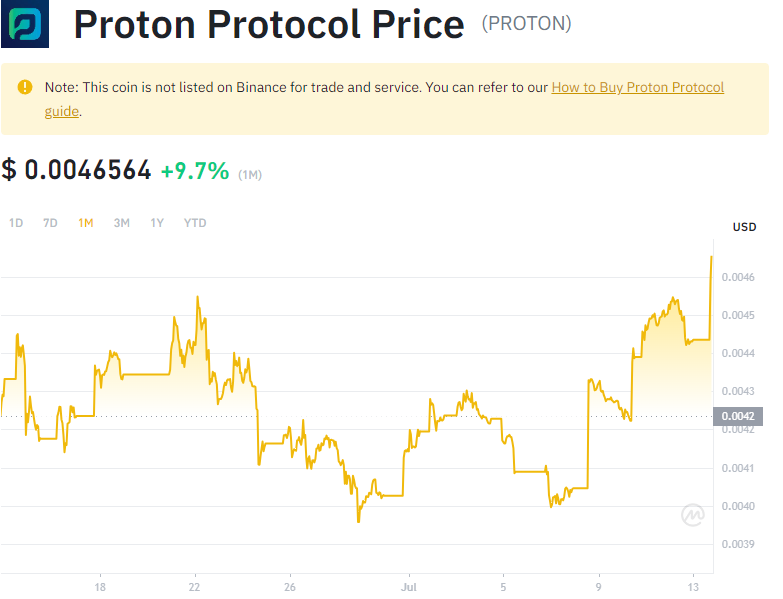 Proton Protocol Price (PROTON)
Note: This coin is not listed on Binance for trade and service. You can refer to our How to Buy Proton Protocol
guide.
$ 0.0046564 +9.7% (1M)
1D 7D 1M 3M 1Y YTD
USD
0.0046
0.0045
0.0044
0.0043
0.0042
0.0042
0.0041
0.0040
0.0039
18 22 26 Jul 5 9 13